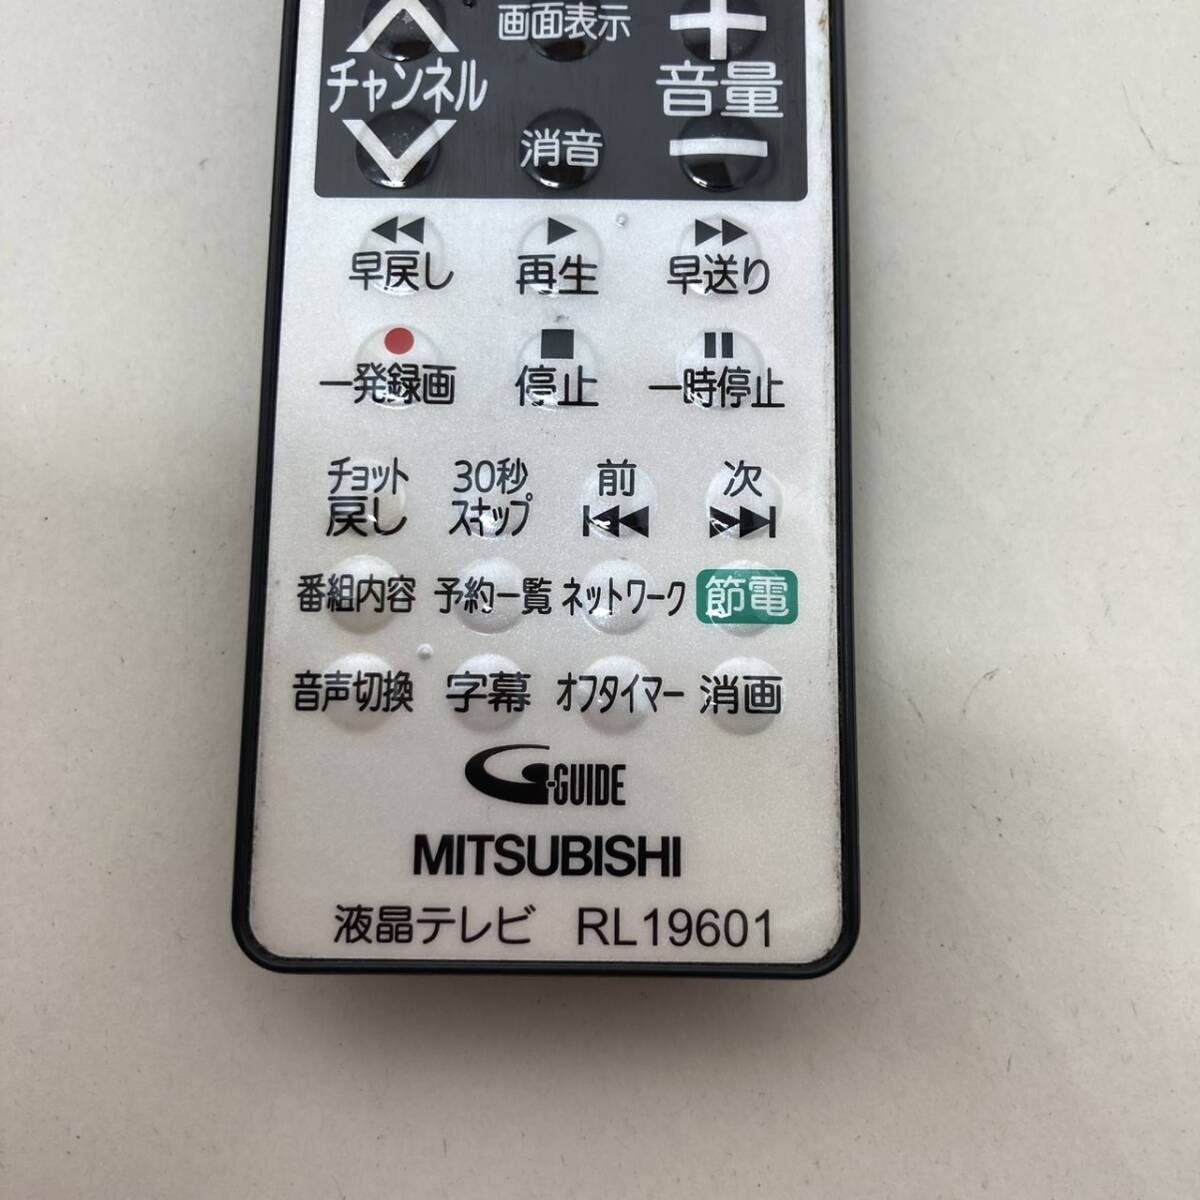 画面表示
+
チャンネル
音量
消音
−
早戻し 再生 早送り
一発録画 停止 一時停止
チョット戻し 30秒スキップ 前 次
番組内容 予約一覧 ネットワーク 節電
音声切換 字幕 オフタイマー 消画
G-GUIDE
MITSUBISHI
液晶テレビ RL19601